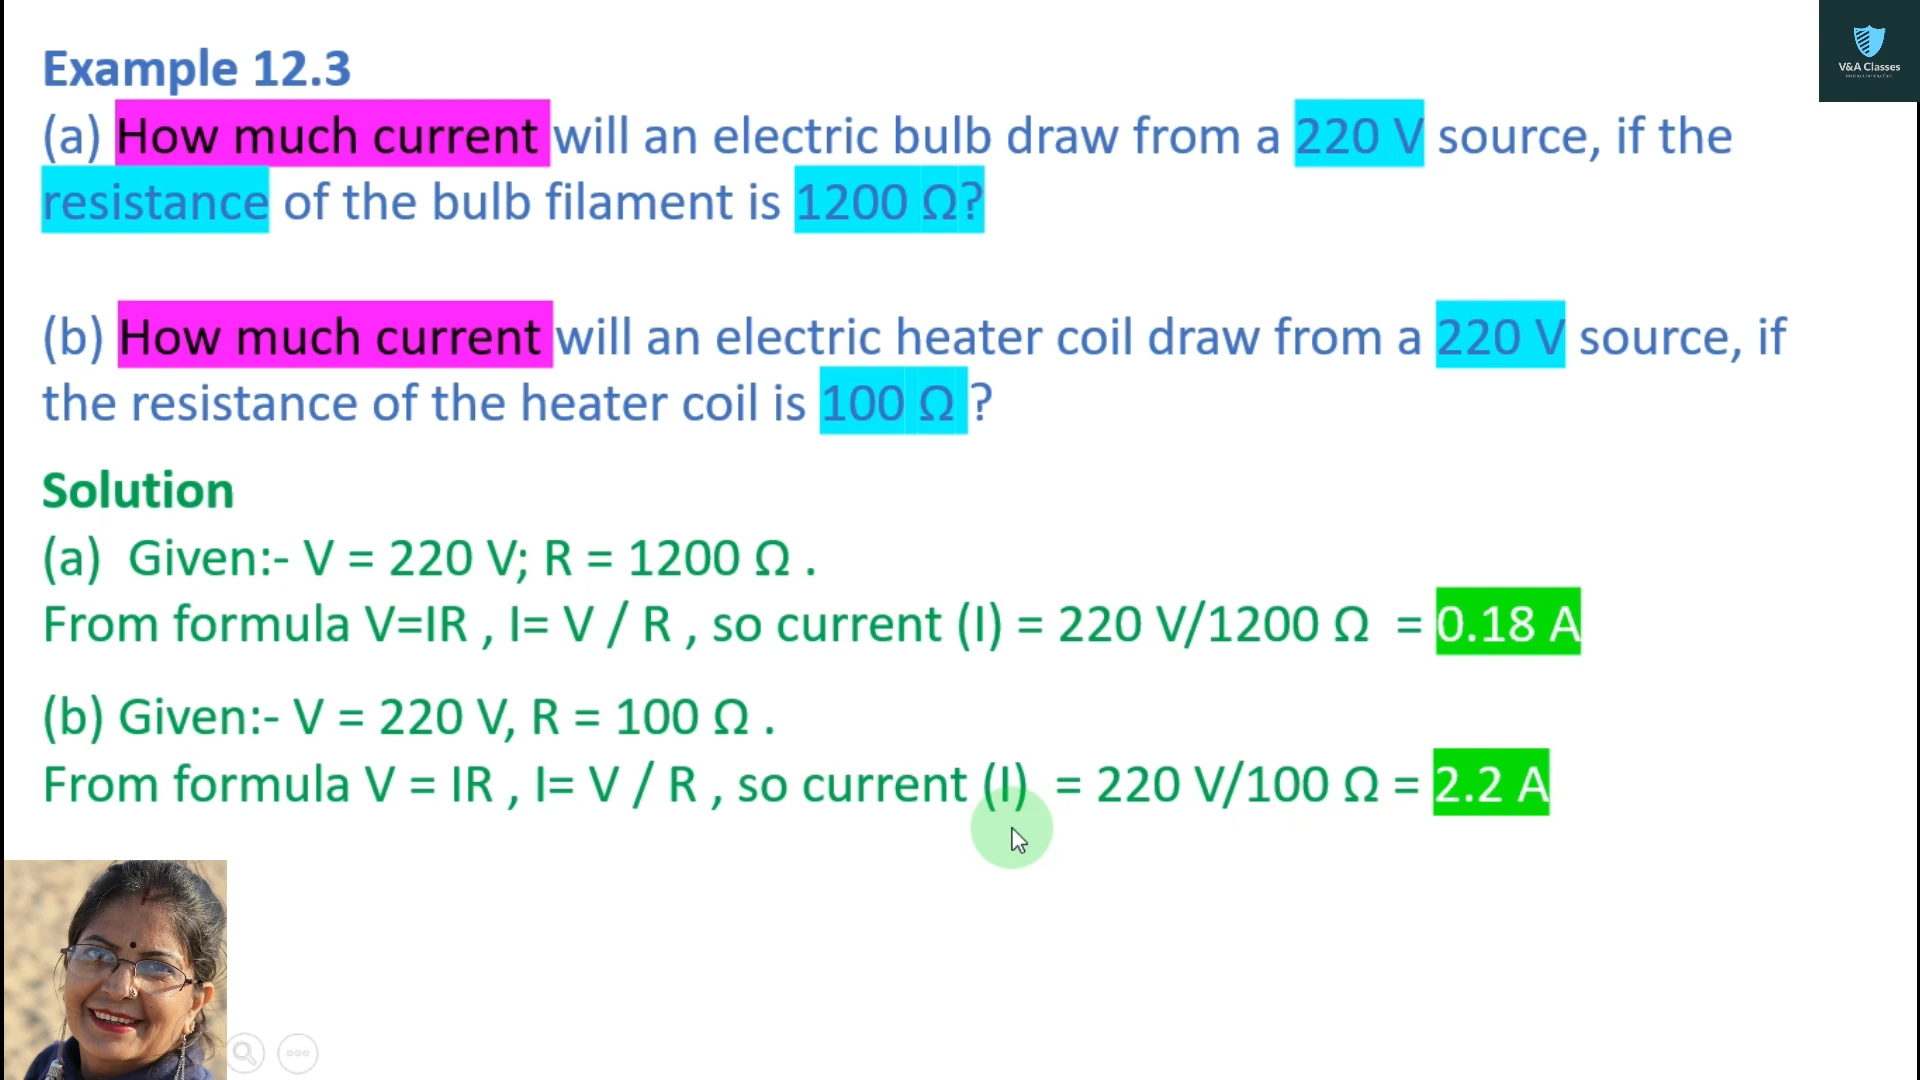 V&A Classes
Example 12.3
(a) How much current will an electric bulb draw from a 220 V source, if the
resistance of the bulb filament is 1200 Ω?
(b) How much current will an electric heater coil draw from a 220 V source, if
the resistance of the heater coil is 100 Ω ?
Solution
(a) Given:- V = 220 V; R = 1200 Ω .
From formula V=IR , I= V / R , so current (I) = 220 V/1200 Ω = 0.18 A
(b) Given:- V = 220 V, R = 100 Ω .
From formula V = IR , I= V / R , so current (I) = 220 V/100 Ω = 2.2 A